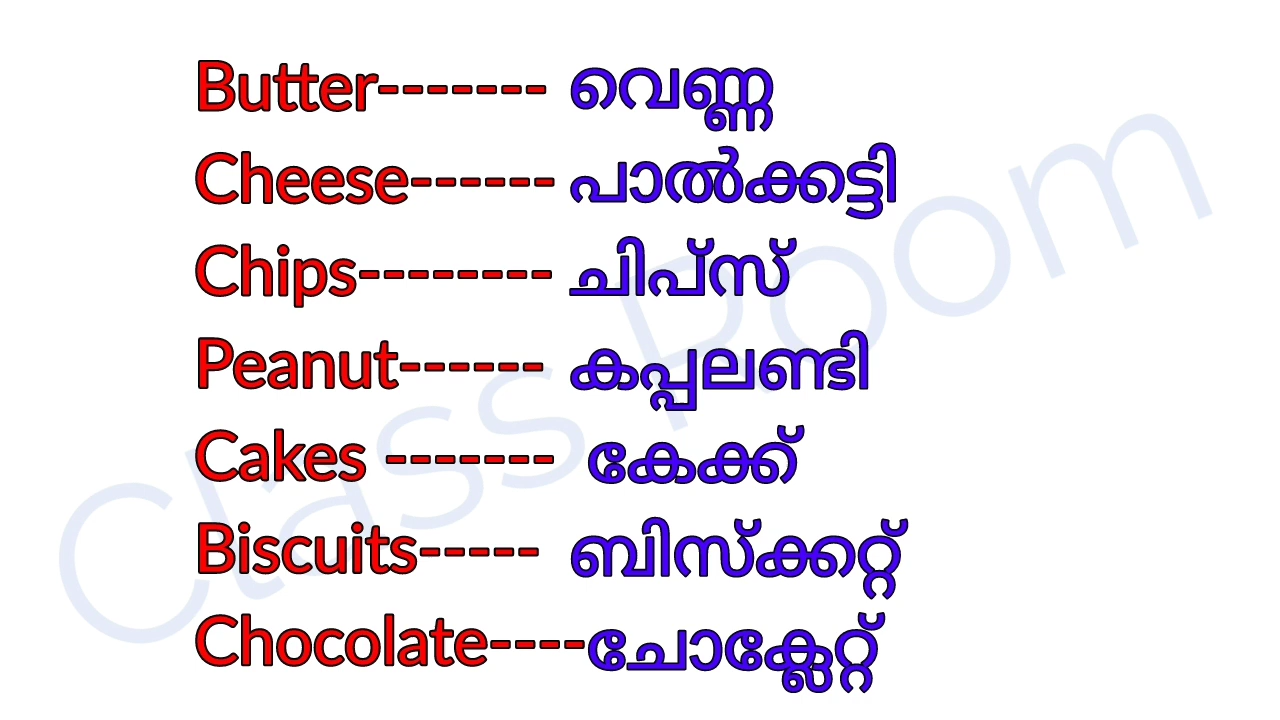 Butter------- വെണ്ണ
Cheese------ പാൽക്കട്ടി
Chips-------- ചിപ്സ്
Peanut------ കപ്പലണ്ടി
Cakes ------- കേക്ക്
Biscuits----- ബിസ്ക്കറ്റ്
Chocolate----ചോക്ലേറ്റ്
Class Room